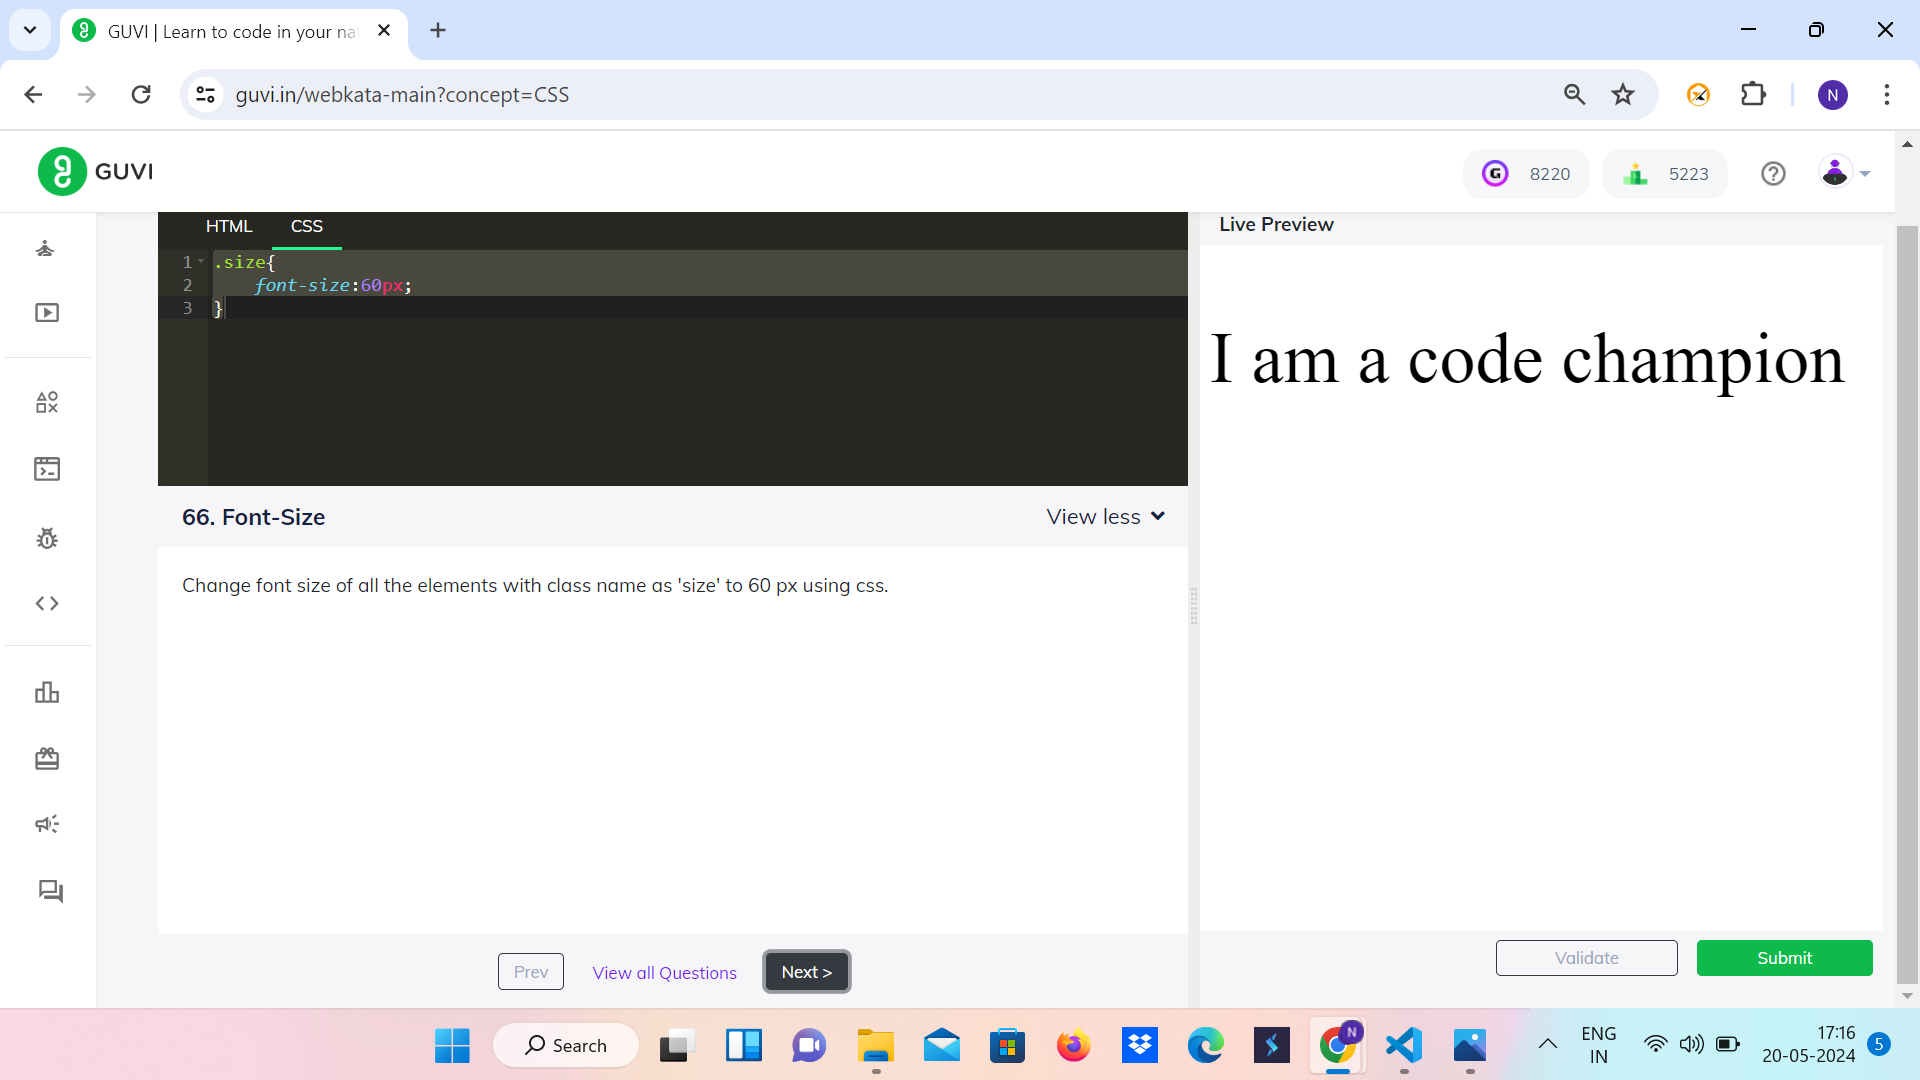 GUVI | Learn to code in your na
guvi.in/webkata-main?concept=CSS
N
GUVI
G
8220
5223
HTML
CSS
Live Preview
1 .size{
2 font-size:60px;
3 }
I am a code champion
66. Font-Size
View less
Change font size of all the elements with class name as 'size' to 60 px using css.
Prev
View all Questions
Next >
Validate
Submit
Search
N
ENG
IN
17:16
20-05-2024
5